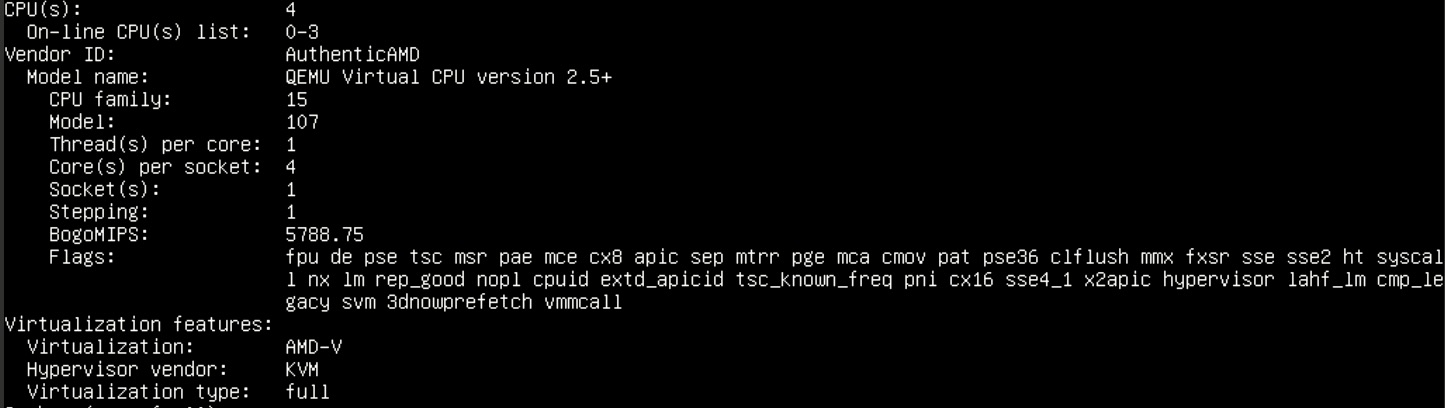 CPU(s): 4
On-line CPU(s) list: 0-3
Vendor ID: AuthenticAMD
Model name: QEMU Virtual CPU version 2.5+
CPU family: 15
Model: 107
Thread(s) per core: 1
Core(s) per socket: 4
Socket(s): 1
Stepping: 1
BogoMIPS: 5788.75
Flags: fpu de pse tsc msr pae mce cx8 apic sep mtrr pge mca cmov pat pse36 clflush mmx fxsr sse sse2 ht syscal
l nx lm rep_good nopl cpuid extd_apicid tsc_known_freq pni cx16 sse4_1 x2apic hypervisor lahf_lm cmp_le
gacy svm 3dnowprefetch vmmcall
Virtualization features:
Virtualization: AMD-V
Hypervisor vendor: KVM
Virtualization type: full